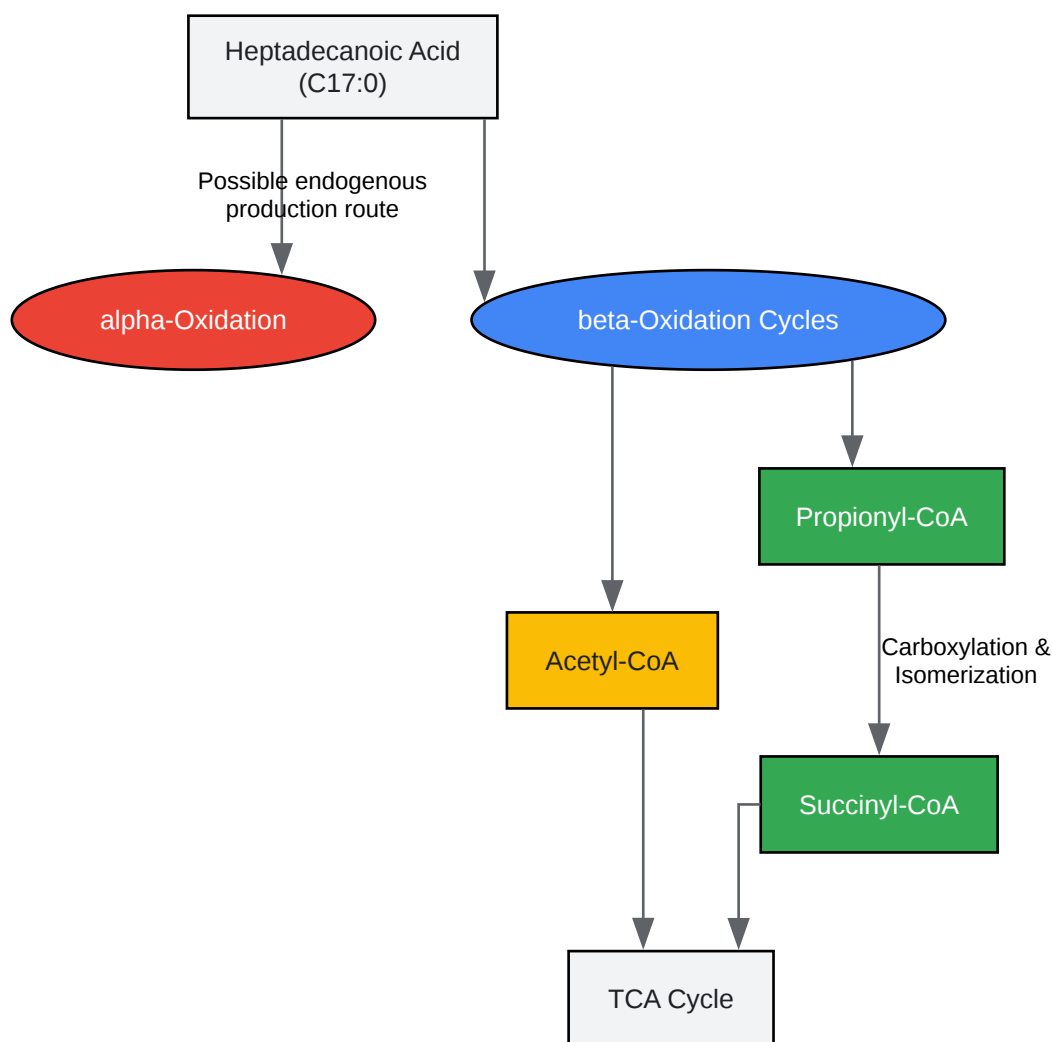 Heptadecanoic Acid
(C17:0)
Possible endogenous
production route
alpha-Oxidation
beta-Oxidation Cycles
Propionyl-CoA
Carboxylation &
Isomerization
Acetyl-CoA
Succinyl-CoA
TCA Cycle